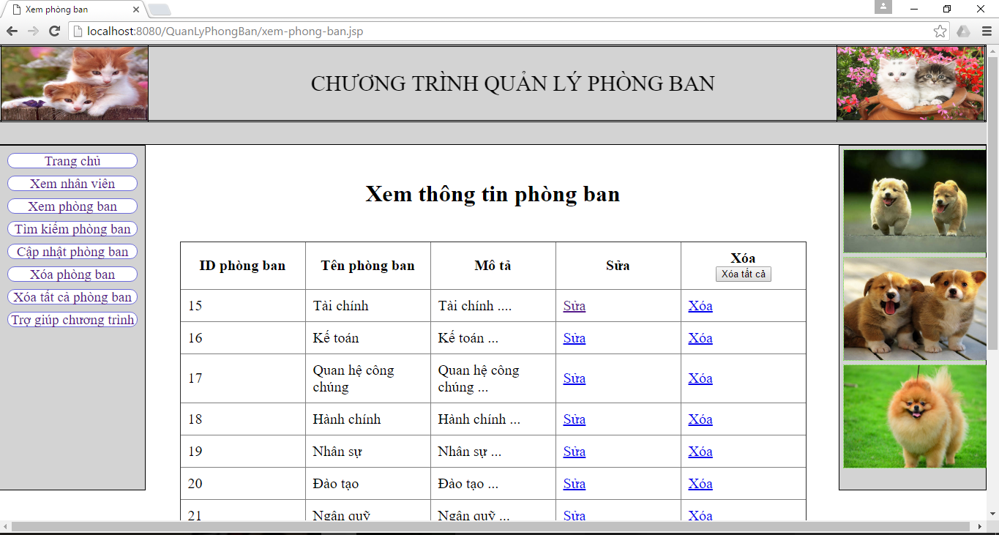 Xem phòng ban
localhost:8080/QuanLyPhongBan/xem-phong-ban.jsp
CHƯƠNG TRÌNH QUẢN LÝ PHÒNG BAN
Trang chủ
Xem nhân viên
Xem phòng ban
Tìm kiếm phòng ban
Cập nhật phòng ban
Xóa phòng ban
Xóa tất cả phòng ban
Trợ giúp chương trình
Xem thông tin phòng ban
ID phòng ban Tên phòng ban Mô tả Sửa Xóa
Xóa tất cả
15 Tài chính Tài chính .... Sửa Xóa
16 Kế toán Kế toán ... Sửa Xóa
17 Quan hệ công Quan hệ công Sửa Xóa
chúng chúng ...
18 Hành chính Hành chính ... Sửa Xóa
19 Nhân sự Nhân sự ... Sửa Xóa
20 Đào tạo Đào tạo ... Sửa Xóa
21 Ngân quỹ Ngân quỹ ... Sửa Xóa